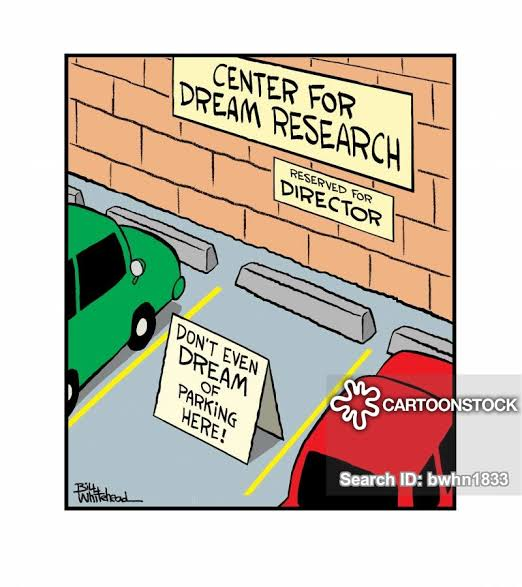 CENTER FOR
DREAM RESEARCH
RESERVED FOR
DIRECTOR
DON'T EVEN
DREAM
OF
PARKING
HERE!
CARTOONSTOCK
Search ID: bwhn1833
Bill
Whitehead